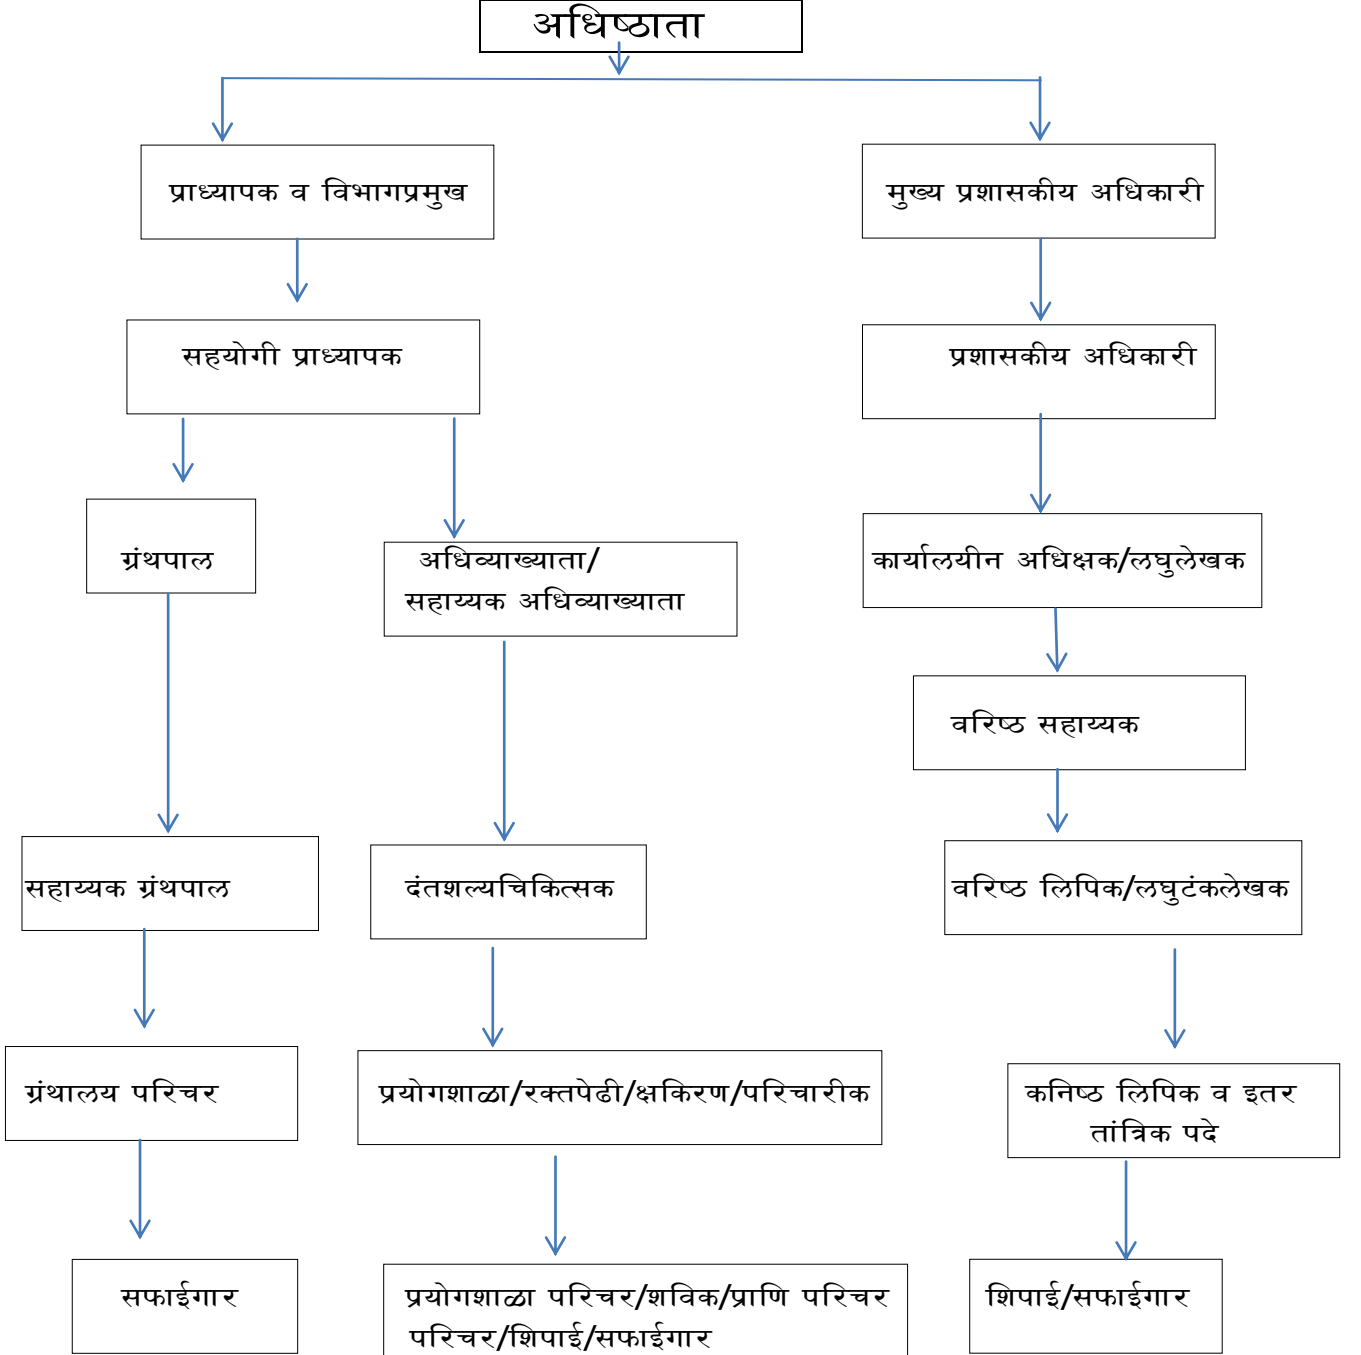 अधिष्ठाता
प्राध्यापक व विभागप्रमुख
मुख्य प्रशासकीय अधिकारी
सहयोगी प्राध्यापक
प्रशासकीय अधिकारी
ग्रंथपाल
अधिव्याख्याता/
सहाय्यक अधिव्याख्याता
कार्यालयीन अधिक्षक/लघुलेखक
वरिष्ठ सहाय्यक
सहाय्यक ग्रंथपाल
दंतशल्यचिकित्सक
वरिष्ठ लिपिक/लघुटंकलेखक
ग्रंथालय परिचर
प्रयोगशाळा/रक्तपेढी/क्षकिरण/परिचारीक
कनिष्ठ लिपिक व इतर
तांत्रिक पदे
सफाईगार
प्रयोगशाळा परिचर/शविक/प्राणि परिचर
परिचर/शिपाई/सफाईगार
शिपाई/सफाईगार